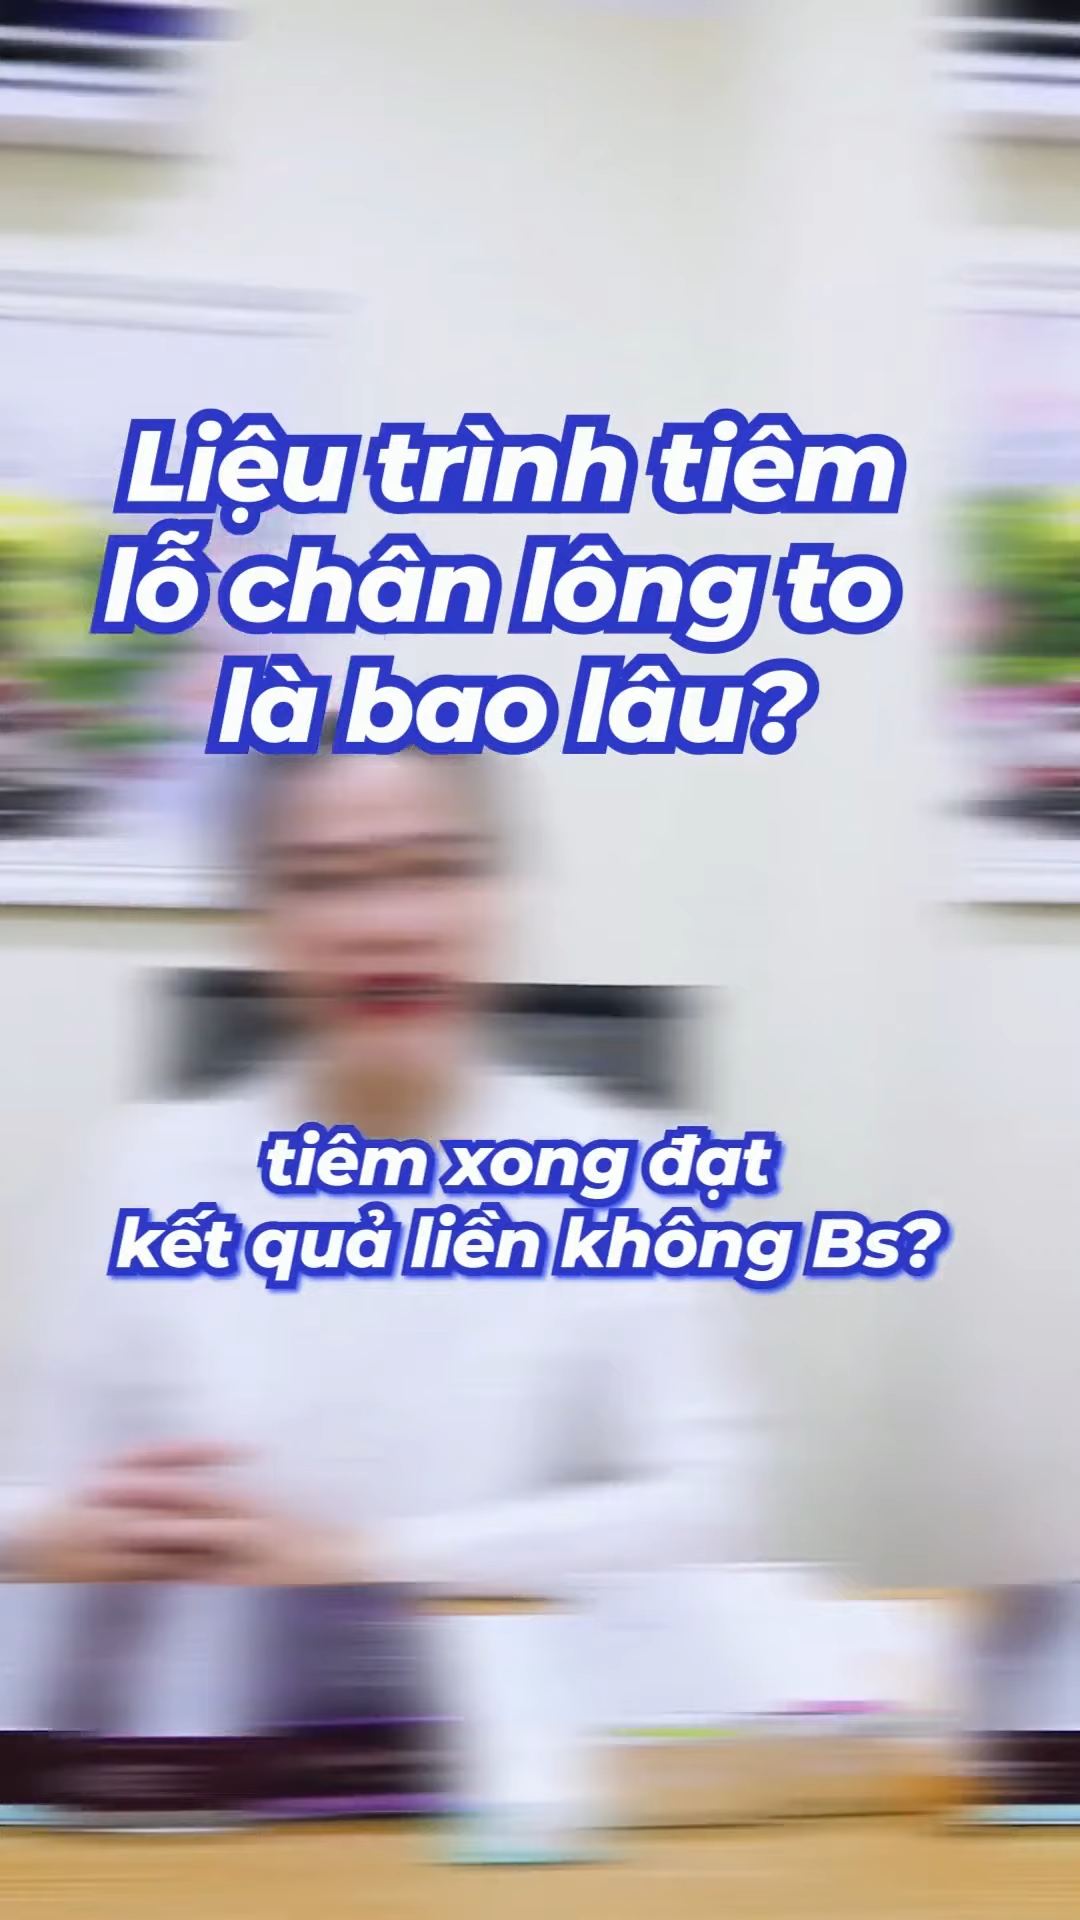 Liệu trình tiêm
lỗ chân lông to
là bao lâu?
tiêm xong đạt
kết quả liền không Bs?